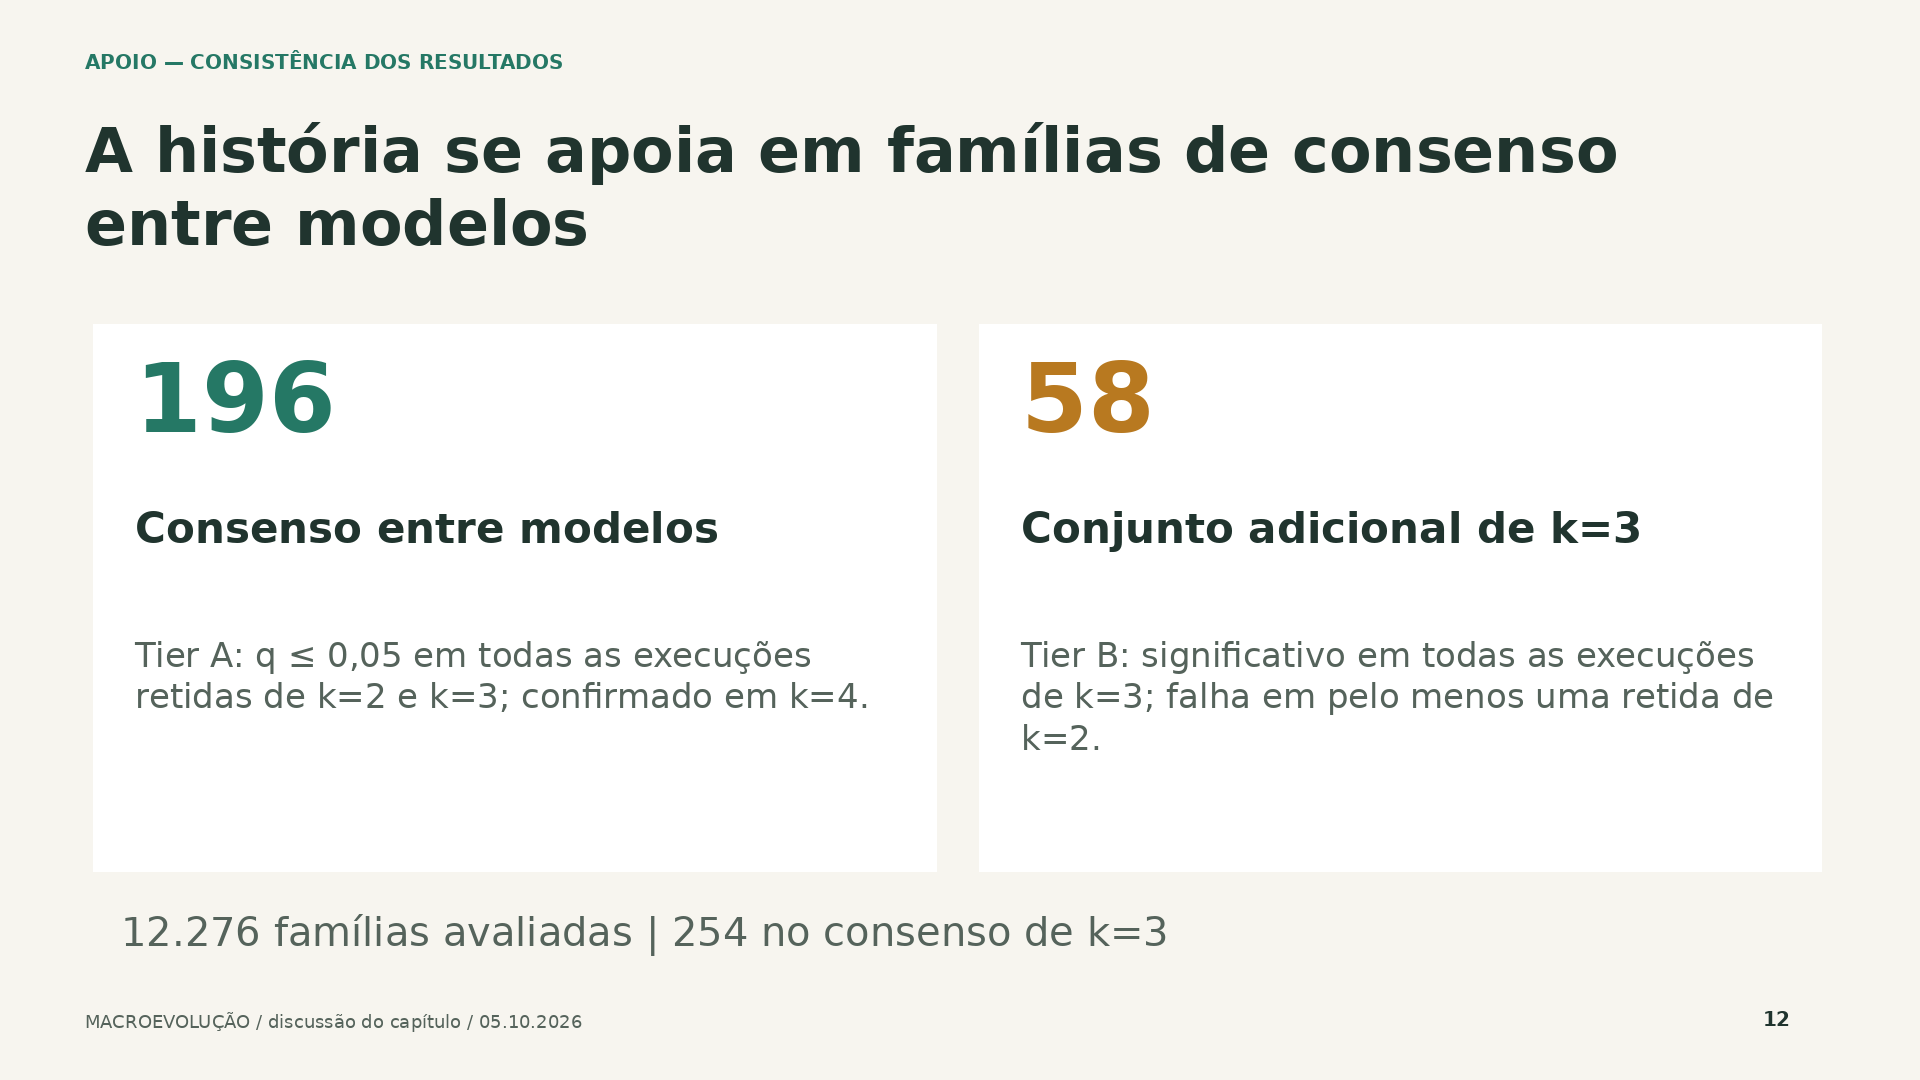 APOIO — CONSISTÊNCIA DOS RESULTADOS
A história se apoia em famílias de consenso
entre modelos
196
Consenso entre modelos
Tier A: q ≤ 0,05 em todas as execuções
retidas de k=2 e k=3; confirmado em k=4.
58
Conjunto adicional de k=3
Tier B: significativo em todas as execuções
de k=3; falha em pelo menos uma retida de
k=2.
12.276 famílias avaliadas | 254 no consenso de k=3
MACROEVOLUÇÃO / discussão do capítulo / 05.10.2026
12